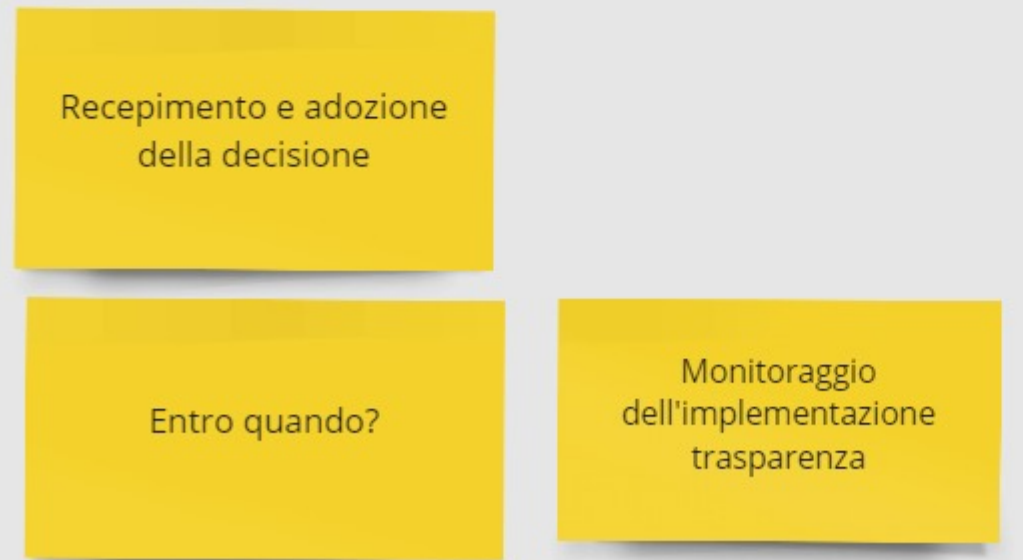 Recepimento e adozione
della decisione
Entro quando?
Monitoraggio
dell'implementazione
trasparenza